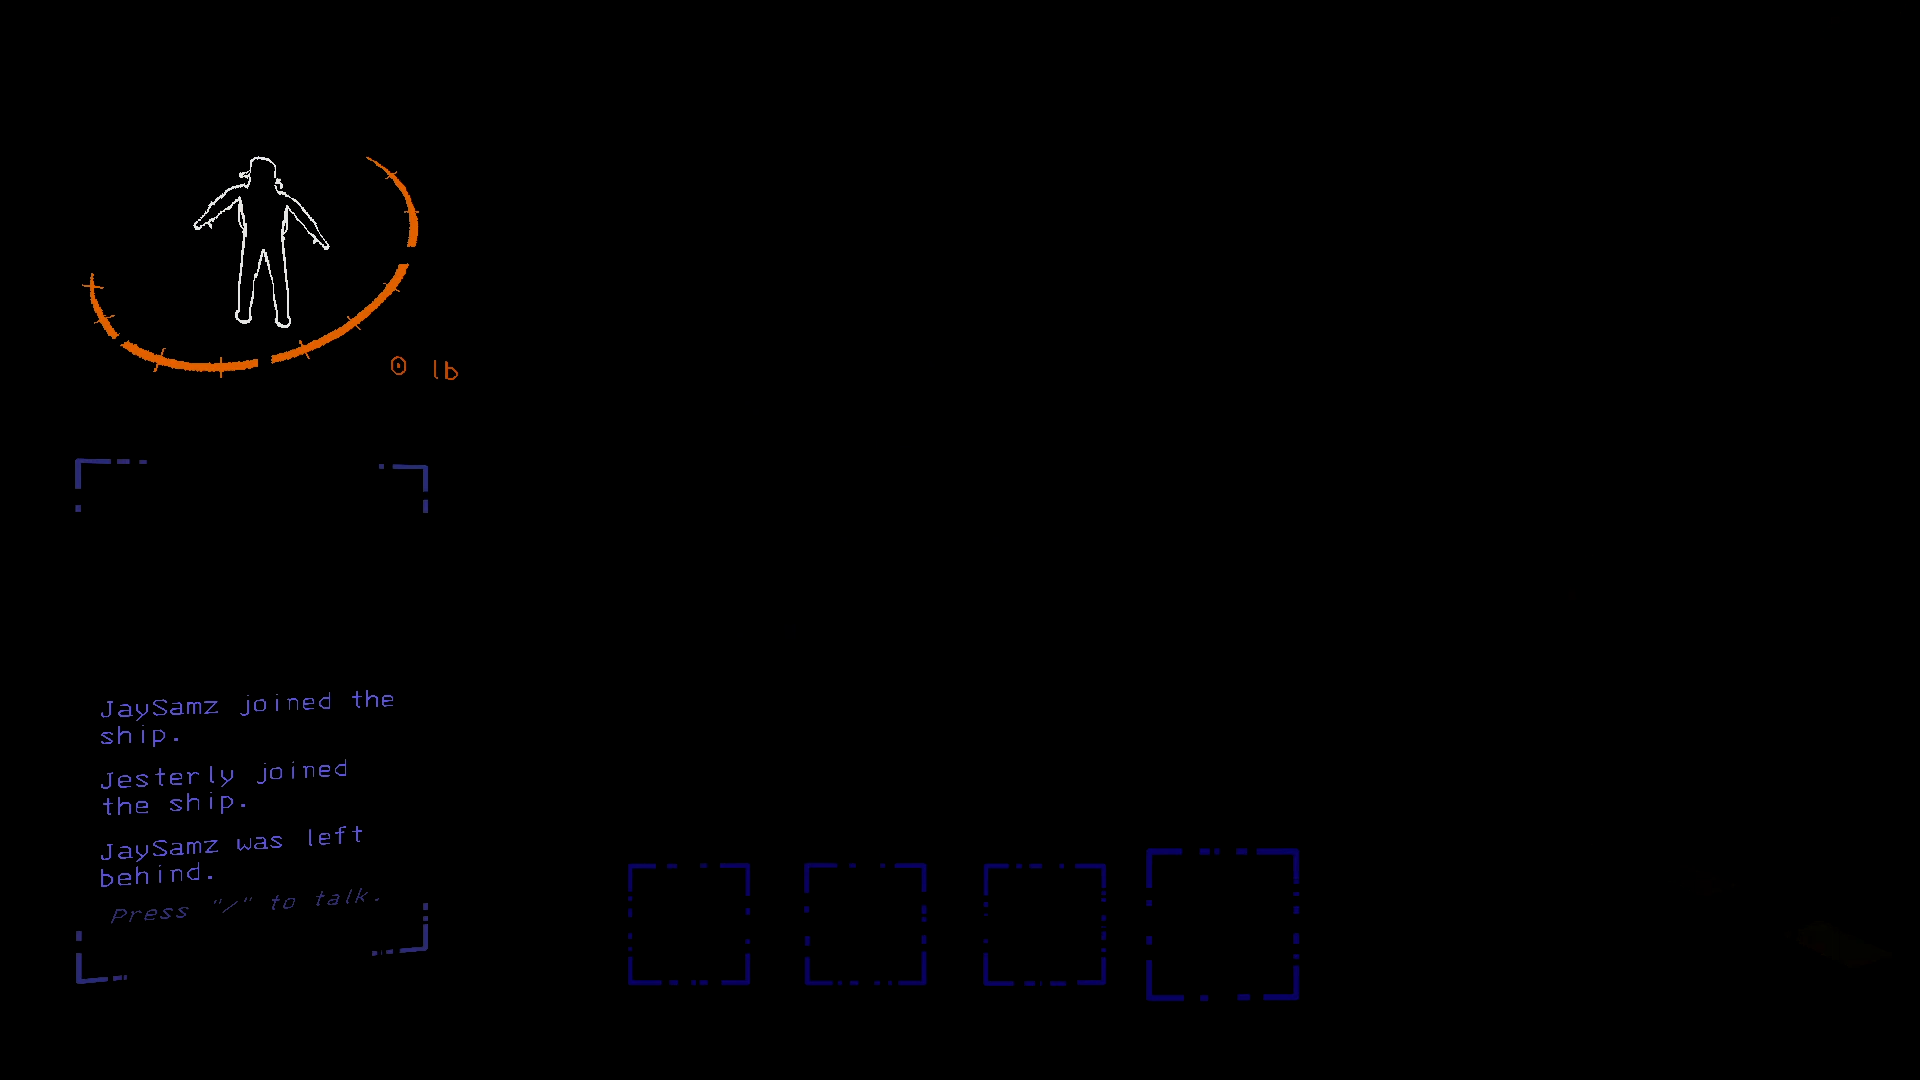 0 lb
JaySamz joined the
ship.
Jesterly joined
the ship.
JaySamz was left
behind.
Press "/" to talk.